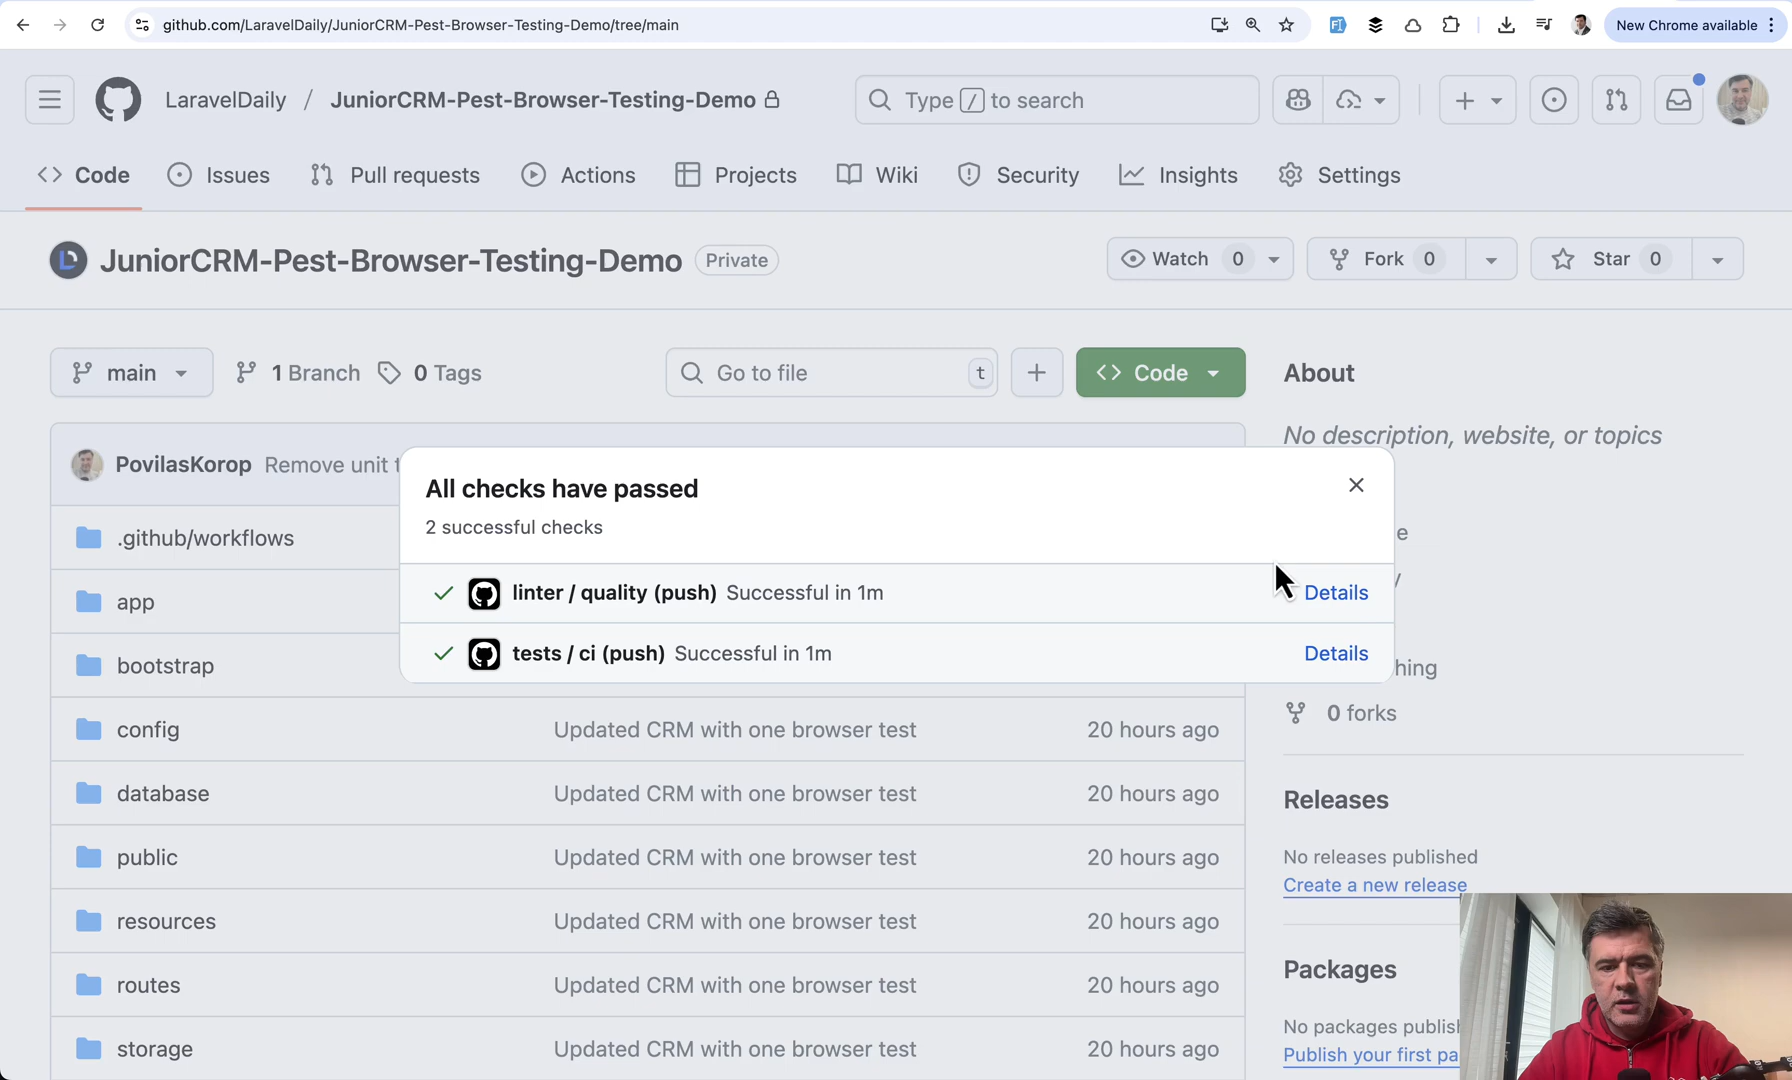 github.com/LaravelDaily/JuniorCRM-Pest-Browser-Testing-Demo/tree/main
New Chrome available
LaravelDaily / JuniorCRM-Pest-Browser-Testing-Demo
Type / to search
Code
Issues
Pull requests
Actions
Projects
Wiki
Security
Insights
Settings
JuniorCRM-Pest-Browser-Testing-Demo Private
Watch 0
Fork 0
Star 0
main
1 Branch
0 Tags
Go to file t
Code
About
No description, website, or topics
PovilasKorop Remove unit
All checks have passed
2 successful checks
linter / quality (push) Successful in 1m Details
tests / ci (push) Successful in 1m Details
.github/workflows
app
bootstrap
config Updated CRM with one browser test 20 hours ago
database Updated CRM with one browser test 20 hours ago
public Updated CRM with one browser test 20 hours ago
resources Updated CRM with one browser test 20 hours ago
routes Updated CRM with one browser test 20 hours ago
storage Updated CRM with one browser test 20 hours ago
0 forks
Releases
No releases published
Create a new release
Packages
No packages
Publish your first